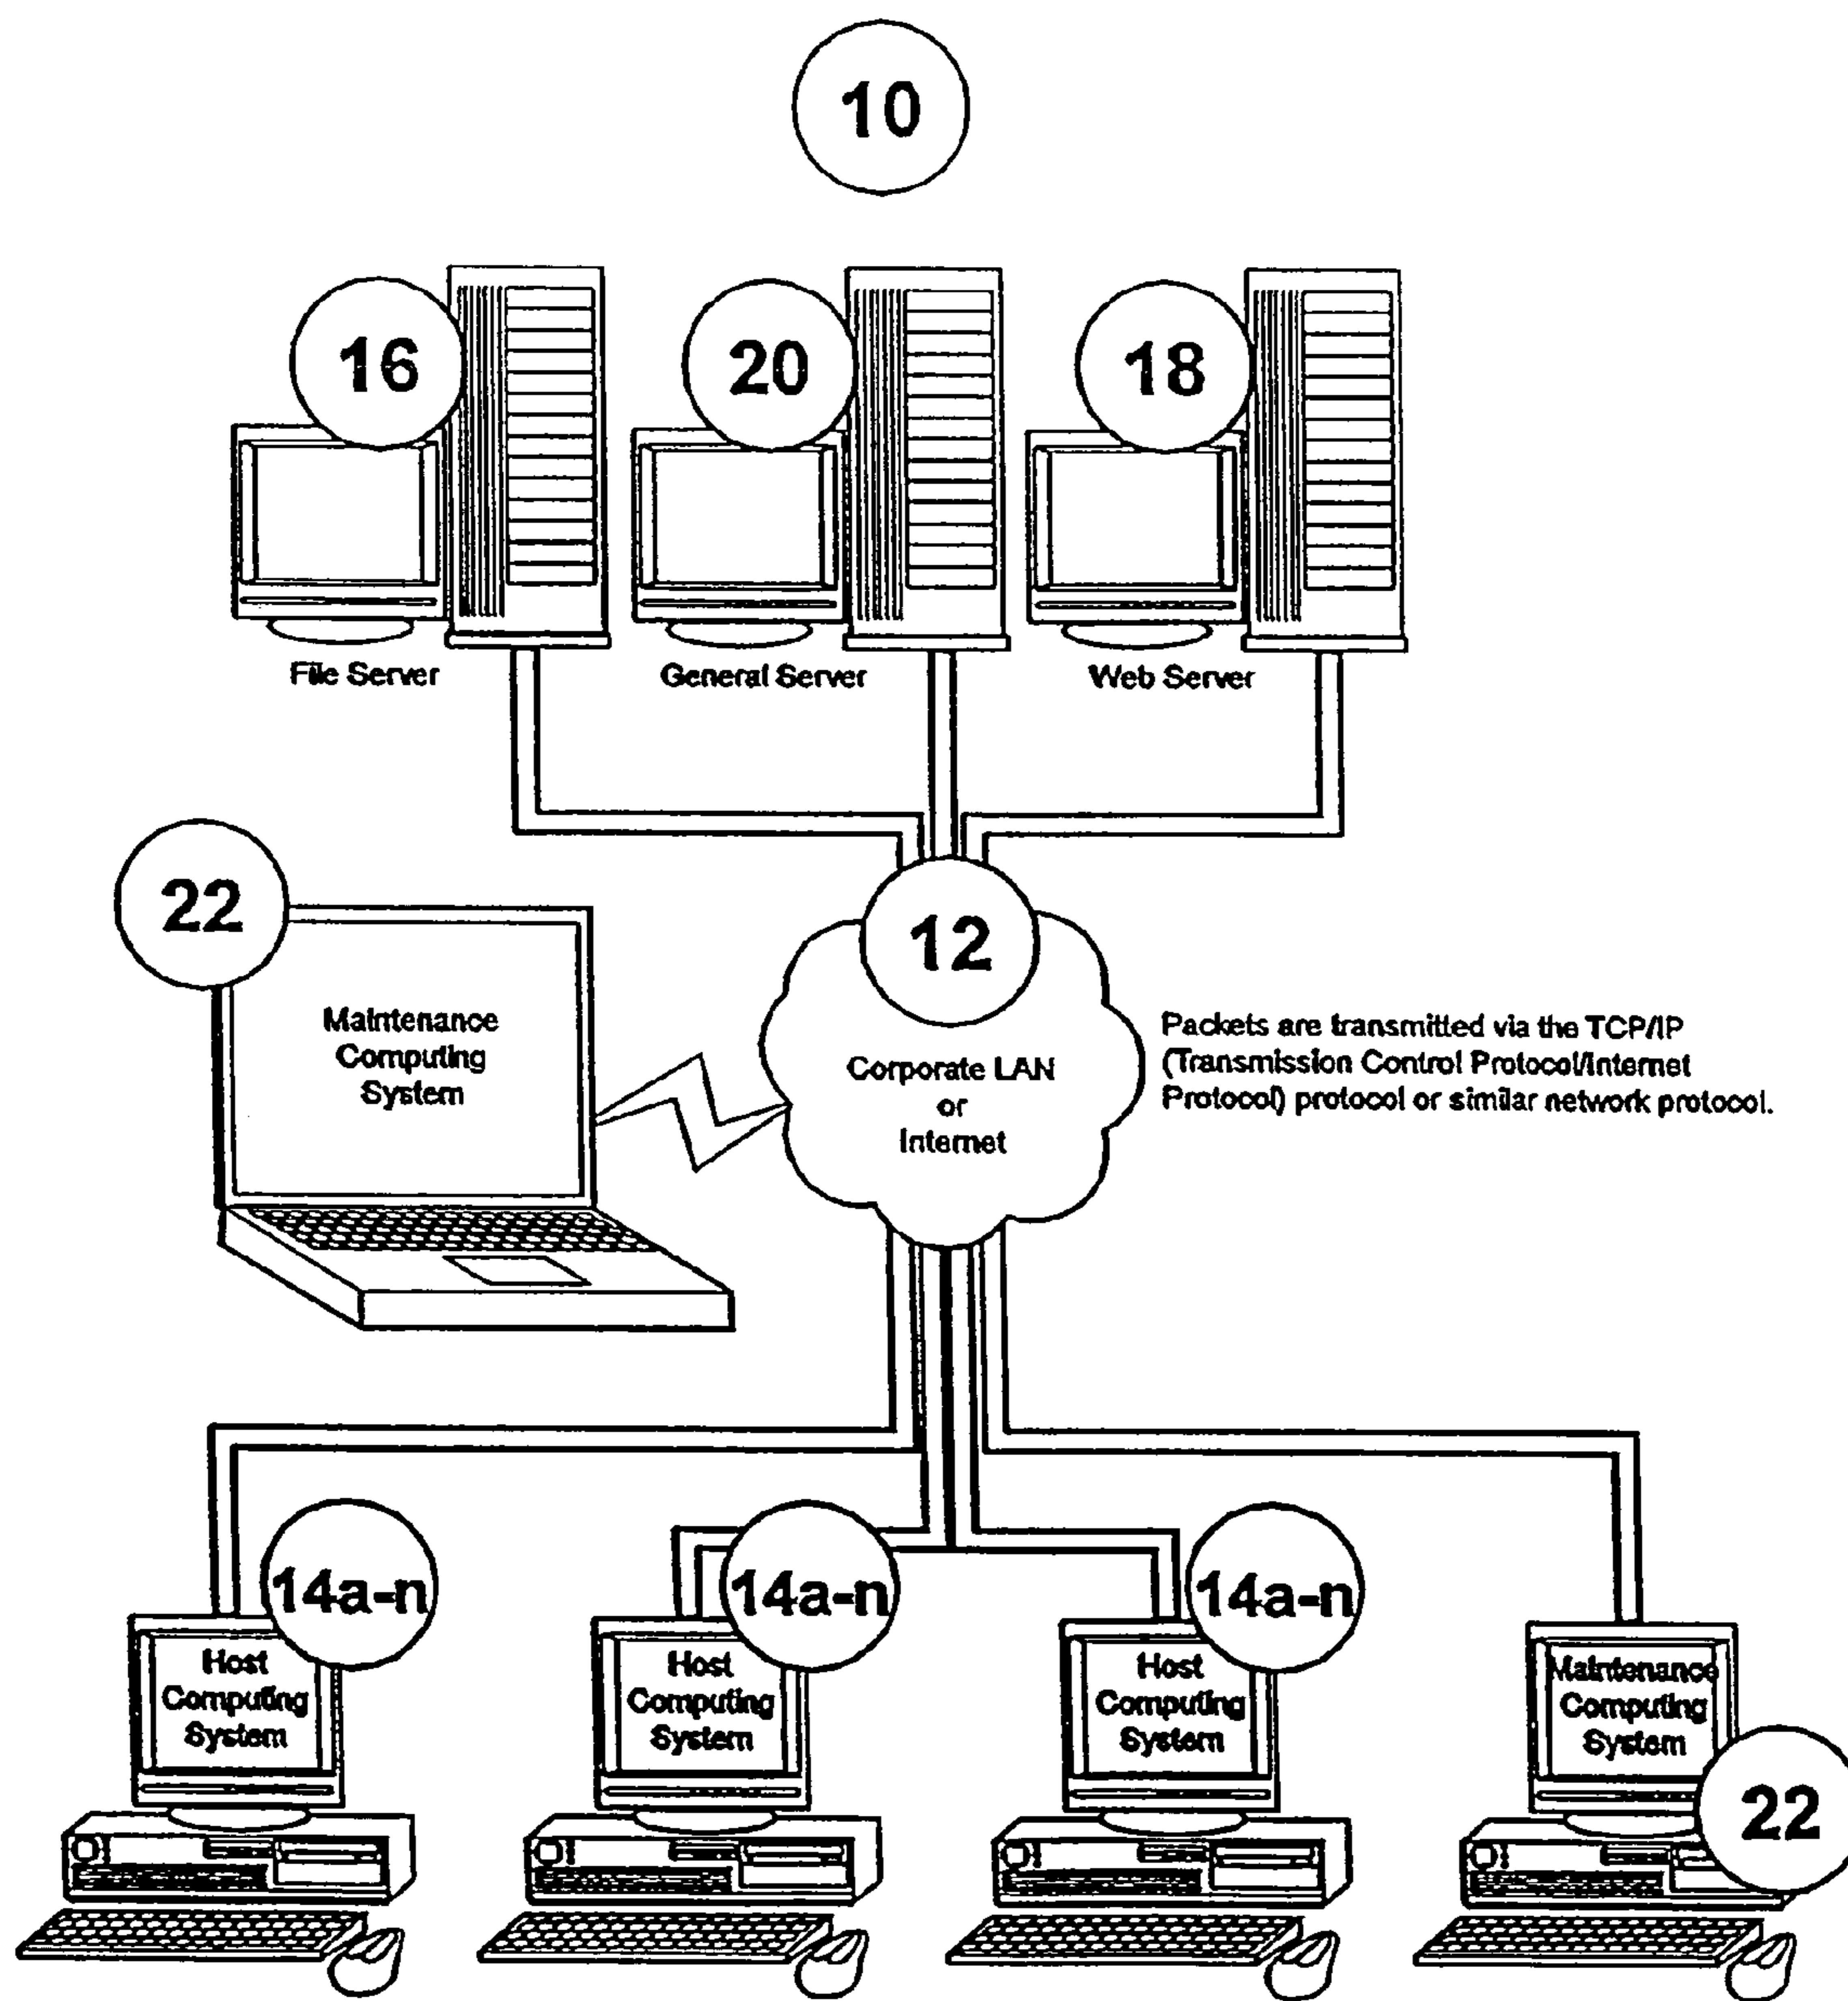 10
16
20
18
File Server
General Server
Web Server
22
Maintenance
Computing
System
12
Corporate LAN
or
Internet
Packets are transmitted via the TCP/IP
(Transmission Control Protocol/Internet
Protocol) protocol or similar network protocol.
14a-n
14a-n
14a-n
Host
Computing
System
Host
Computing
System
Host
Computing
System
Maintenance
Computing
System
22